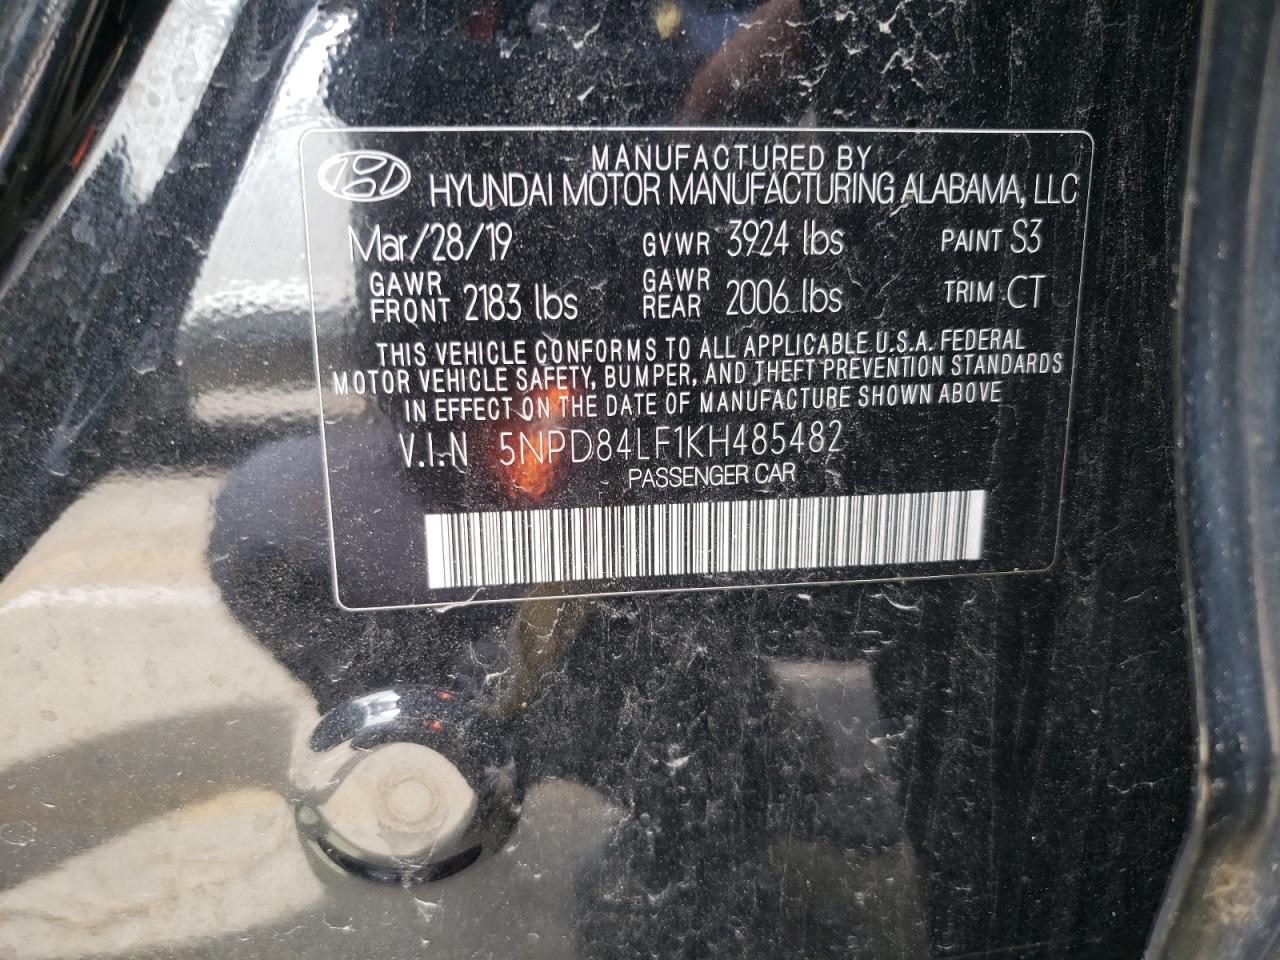 MANUFACTURED BY
HYUNDAI MOTOR MANUFACTURING ALABAMA, LLC
Mar/28/19 GVWR 3924 lbs PAINT S3
GAWR FRONT 2183 lbs GAWR REAR 2006 lbs TRIM CT
THIS VEHICLE CONFORMS TO ALL APPLICABLE U.S.A. FEDERAL
MOTOR VEHICLE SAFETY, BUMPER, AND THEFT PREVENTION STANDARDS
IN EFFECT ON THE DATE OF MANUFACTURE SHOWN ABOVE
V.I.N 5NPD84LF1KH485482
PASSENGER CAR